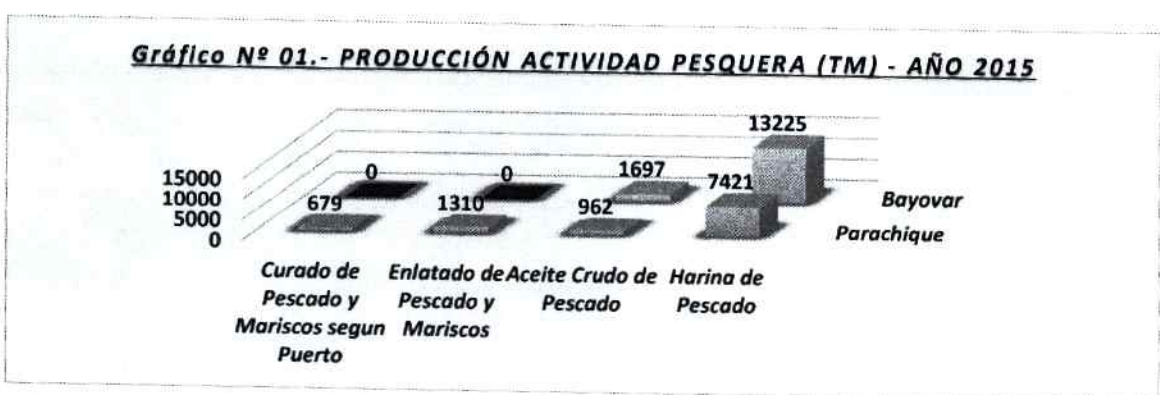 Gráfico Nº 01.- PRODUCCIÓN ACTIVIDAD PESQUERA (TM) - AÑO 2015
13225
0 0 1697 7421
15000
10000
5000
0
679 1310 962
Bayovar
Parachique
Curado de
Pescado y
Mariscos segun
Puerto
Enlatado de
Pescado y
Mariscos
Aceite Crudo de
Pescado
Harina de
Pescado